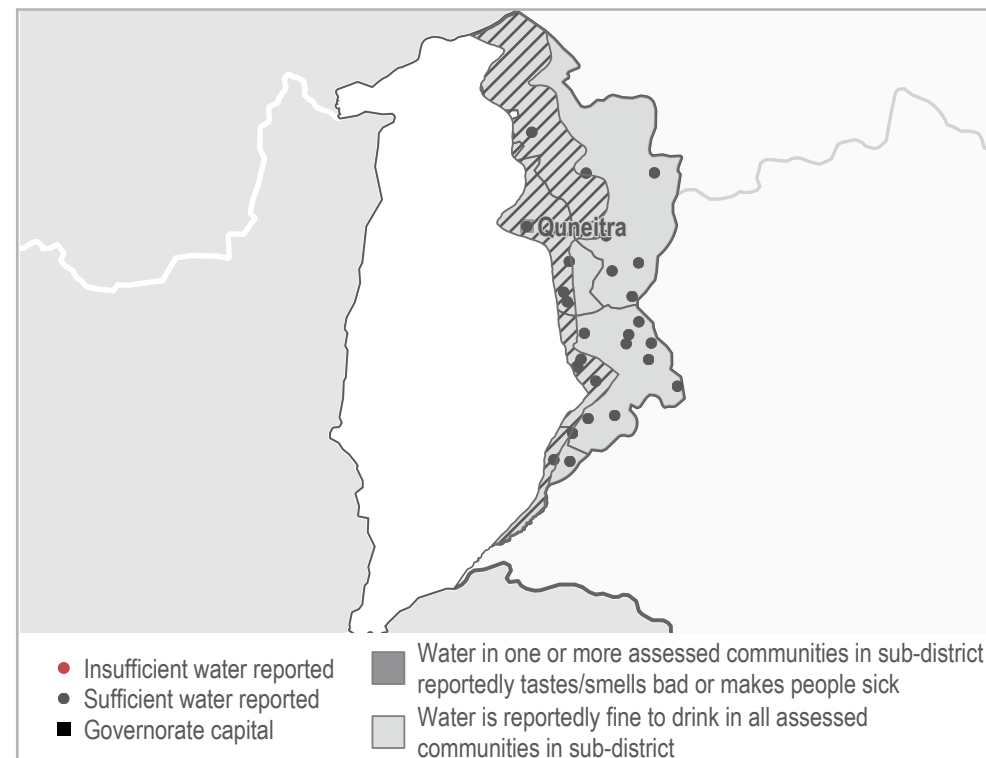 Quneitra
Insufficient water reported
Sufficient water reported
Governorate capital
Water in one or more assessed communities in sub-district
reportedly tastes/smells bad or makes people sick
Water is reportedly fine to drink in all assessed
communities in sub-district